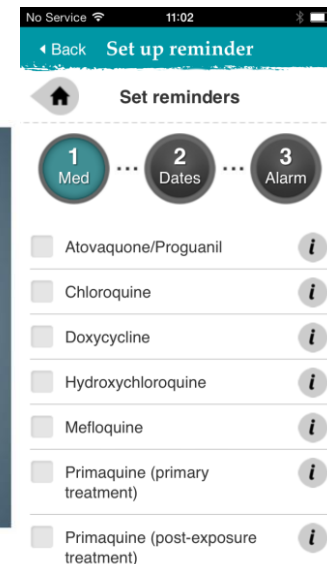 No Service 11:02
Back Set up reminder
Set reminders
1 ... 2 ... 3
Med Dates Alarm
Atovaquone/Proguanil i
Chloroquine i
Doxycycline i
Hydroxychloroquine i
Mefloquine i
Primaquine (primary i
treatment)
Primaquine (post-exposure i
treatment)